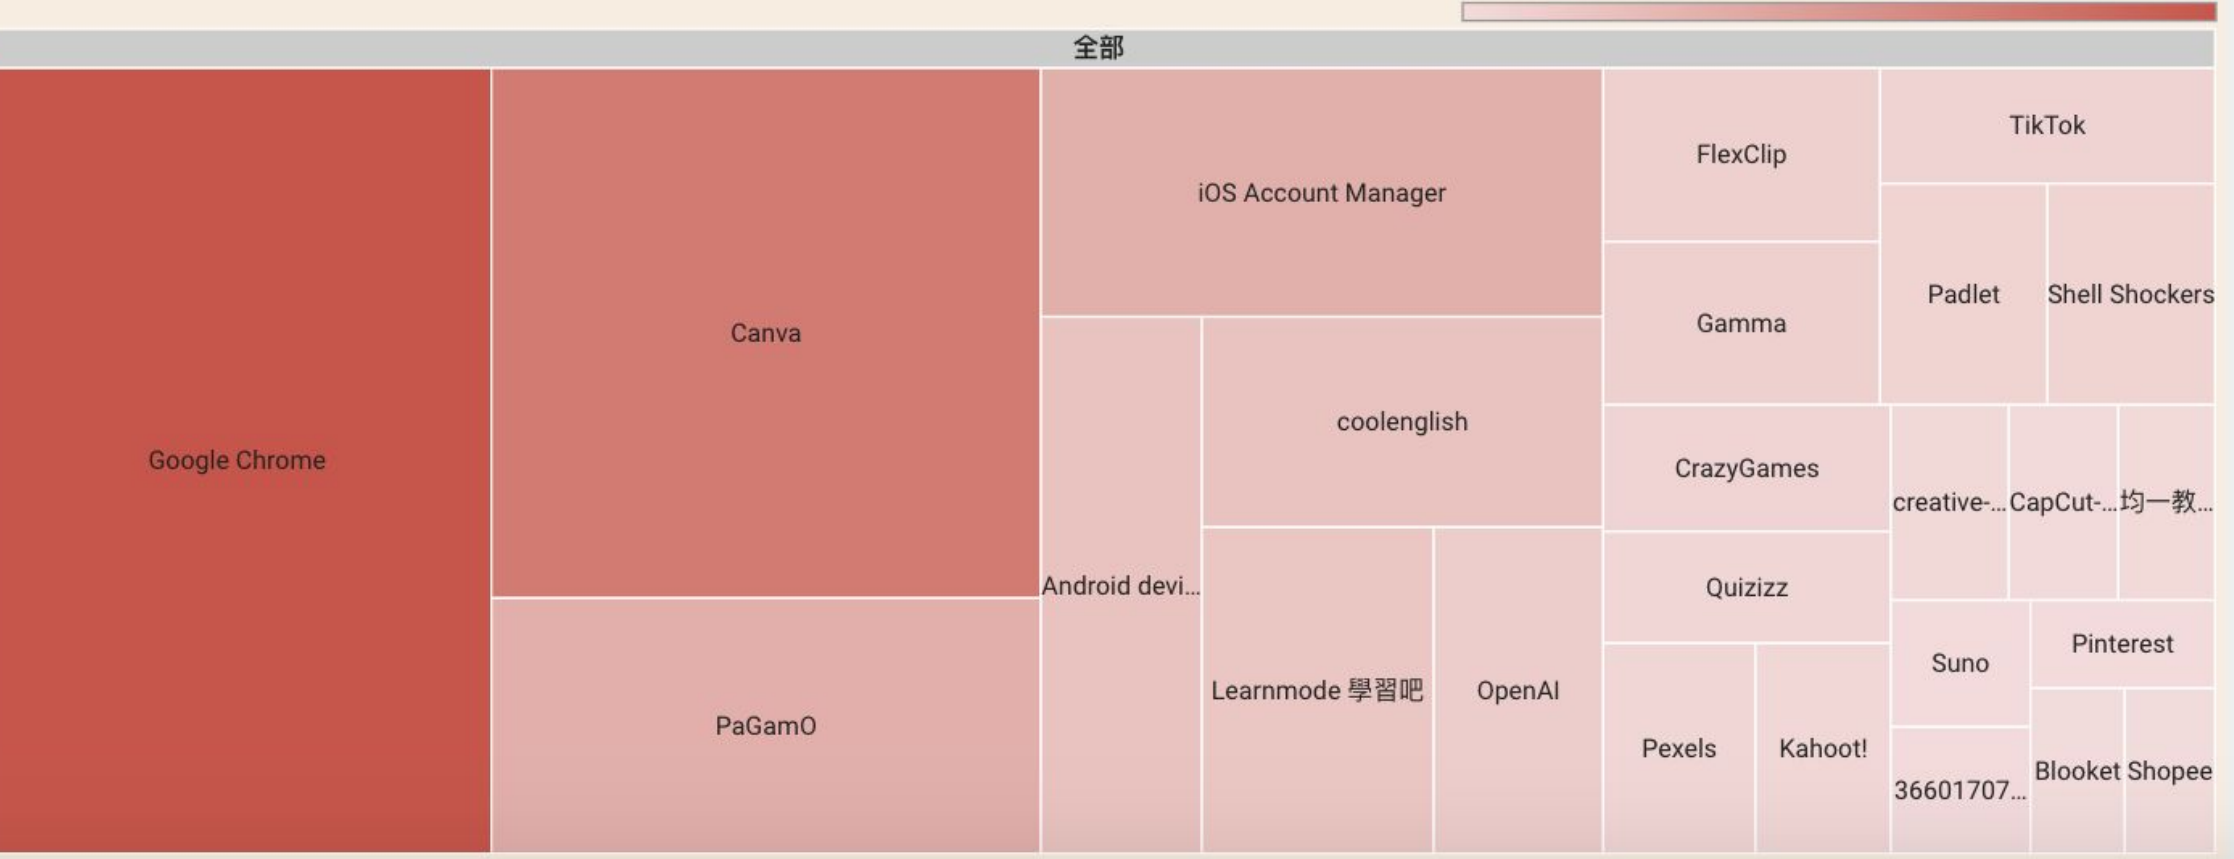 全部
Google Chrome
Canva
PaGamO
iOS Account Manager
Android devi...
coolenglish
Learnmode 學習吧
OpenAI
FlexClip
Gamma
TikTok
Padlet
Shell Shockers
CrazyGames
Quizizz
Pexels
Kahoot!
creative-...
CapCut-...
均一教...
Suno
36601707...
Pinterest
Blooket
Shopee